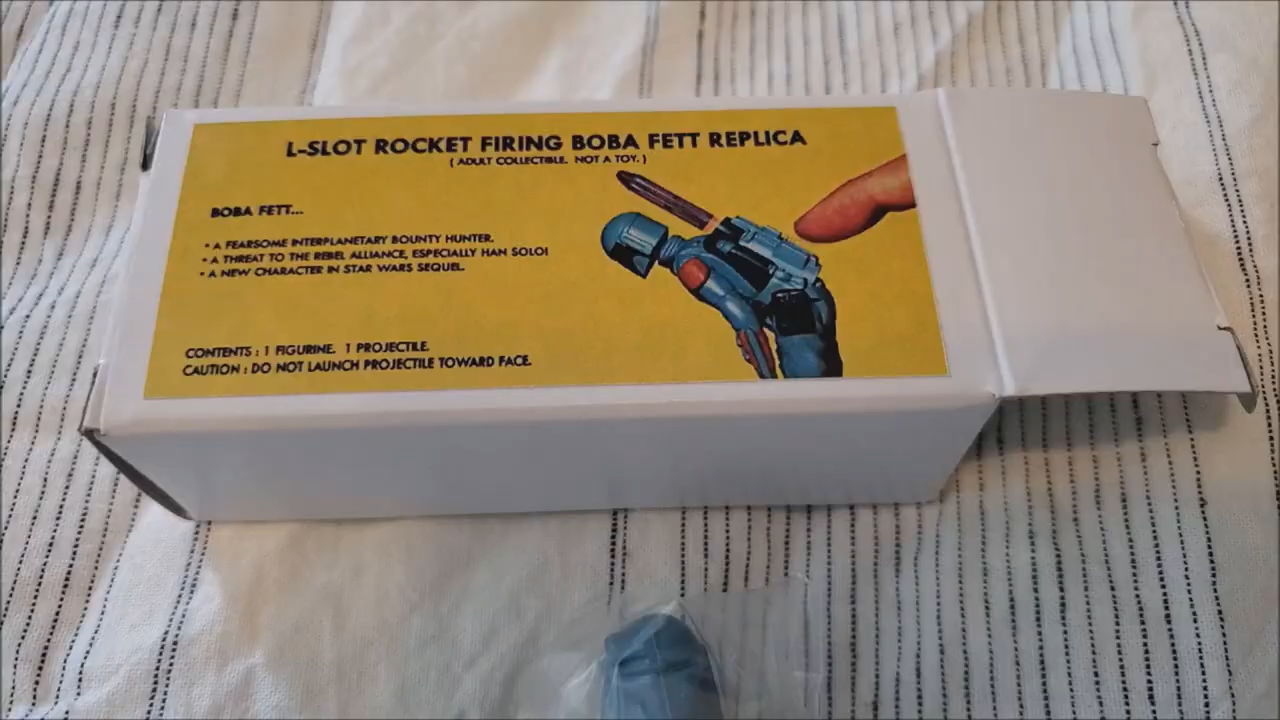 L-SLOT ROCKET FIRING BOBA FETT REPLICA
( ADULT COLLECTIBLE. NOT A TOY. )
BOBA FETT...
• A FEARSOME INTERPLANETARY BOUNTY HUNTER.
• A THREAT TO THE REBEL ALLIANCE, ESPECIALLY HAN SOLO!
• A NEW CHARACTER IN STAR WARS SEQUEL.
CONTENTS : 1 FIGURINE. 1 PROJECTILE.
CAUTION : DO NOT LAUNCH PROJECTILE TOWARD FACE.